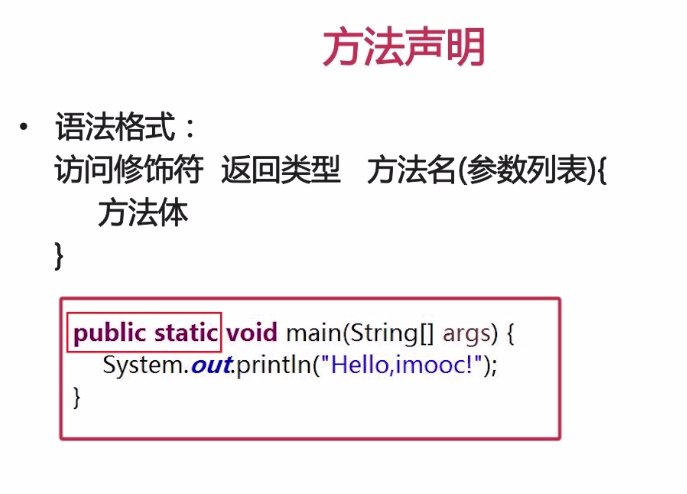 方法声明
• 语法格式：
访问修饰符 返回类型 方法名(参数列表){
方法体
}
public static void main(String[] args) {
System.out.println("Hello,imooc!");
}